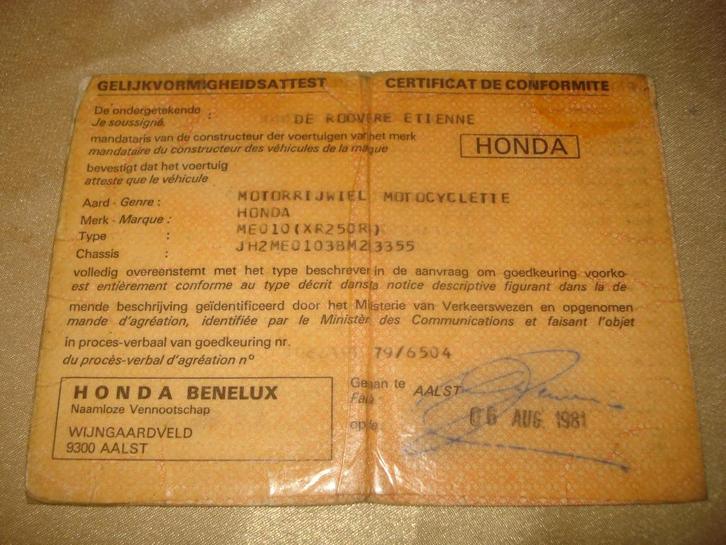 GELIJKVORMIGHEIDSATTEST CERTIFICAT DE CONFORMITE
De ondergetekende :
Je soussigné.
DE ROOVERE ETIENNE
mandataris van de constructeur der voertuigen va het merk
mandataire du constructeur des véhicules de la maque
HONDA
bevestigt dat het voertuig
atteste que le véhicule
Aard - Genre : MOTORRIJWIEL MOTOCYCLETTE
Merk - Marque : HONDA
Type : ME010(XR250R)
Chassis : JH2ME0103BM23355
volledig overeenstemt met het type beschreven in de aanvraag om goedkeuring voorko-
est entièrement conforme au type décrit dans la notice descriptive figurant dans la de
mende beschrijving geïdentificeerd door het Misterie van Verkeerswezen en opgenomen
mande d'agréation, identifiée par le Ministèr des Communications et faisant l'objet
in proces-verbaal van goedkeuring nr.
du procès-verbal d'agréation n°
79/6504
HONDA BENELUX
Naamloze Vennootschap
WIJNGAARDVELD
9300 AALST
te AALST
06 AUG. 1981